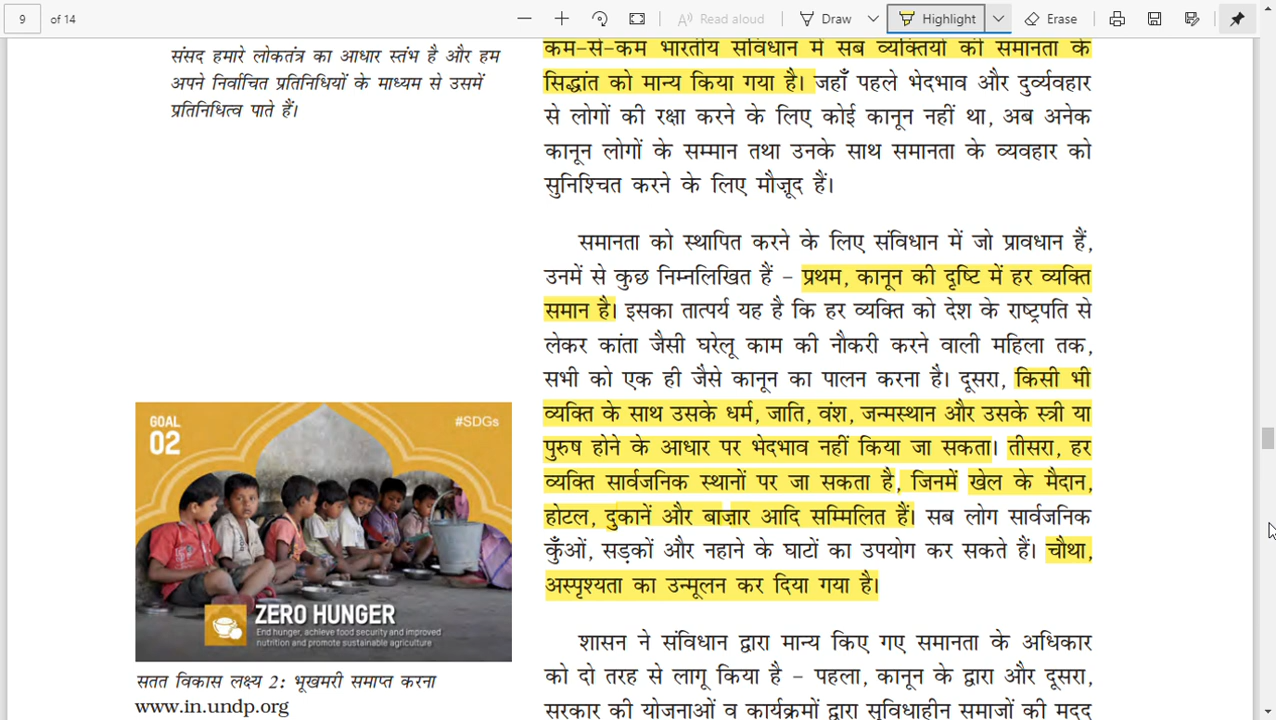 9 of 14
Read aloud
Draw
Highlight
Erase
संसद हमारे लोकतंत्र का आधार स्तंभ है और हम
अपने निर्वाचित प्रतिनिधियों के माध्यम से उसमें
प्रतिनिधित्व पाते हैं।
GOAL
02
#SDGs
ZERO HUNGER
End hunger, achieve food security and improved
nutrition and promote sustainable agriculture
सतत विकास लक्ष्य 2: भूखमरी समाप्त करना
www.in.undp.org
कम-से-कम भारतीय संविधान में सब व्यक्तियों की समानता के
सिद्धांत को मान्य किया गया है। जहाँ पहले भेदभाव और दुर्व्यवहार
से लोगों की रक्षा करने के लिए कोई कानून नहीं था, अब अनेक
कानून लोगों के सम्मान तथा उनके साथ समानता के व्यवहार को
सुनिश्चित करने के लिए मौज़ूद हैं।
समानता को स्थापित करने के लिए संविधान में जो प्रावधान हैं,
उनमें से कुछ निम्नलिखित हैं – प्रथम, कानून की दृष्टि में हर व्यक्ति
समान है। इसका तात्पर्य यह है कि हर व्यक्ति को देश के राष्ट्रपति से
लेकर कांता जैसी घरेलू काम की नौकरी करने वाली महिला तक,
सभी को एक ही जैसे कानून का पालन करना है। दूसरा, किसी भी
व्यक्ति के साथ उसके धर्म, जाति, वंश, जन्मस्थान और उसके स्त्री या
पुरुष होने के आधार पर भेदभाव नहीं किया जा सकता। तीसरा, हर
व्यक्ति सार्वजनिक स्थानों पर जा सकता है, जिनमें खेल के मैदान,
होटल, दुकानें और बाज़ार आदि सम्मिलित हैं। सब लोग सार्वजनिक
कुँओं, सड़कों और नहाने के घाटों का उपयोग कर सकते हैं। चौथा,
अस्पृश्यता का उन्मूलन कर दिया गया है।
शासन ने संविधान द्वारा मान्य किए गए समानता के अधिकार
को दो तरह से लागू किया है – पहला, कानून के द्वारा और दूसरा,
सरकार की योजनाओं व कार्यक्रमों द्वारा सुविधाहीन समाजों की मदद